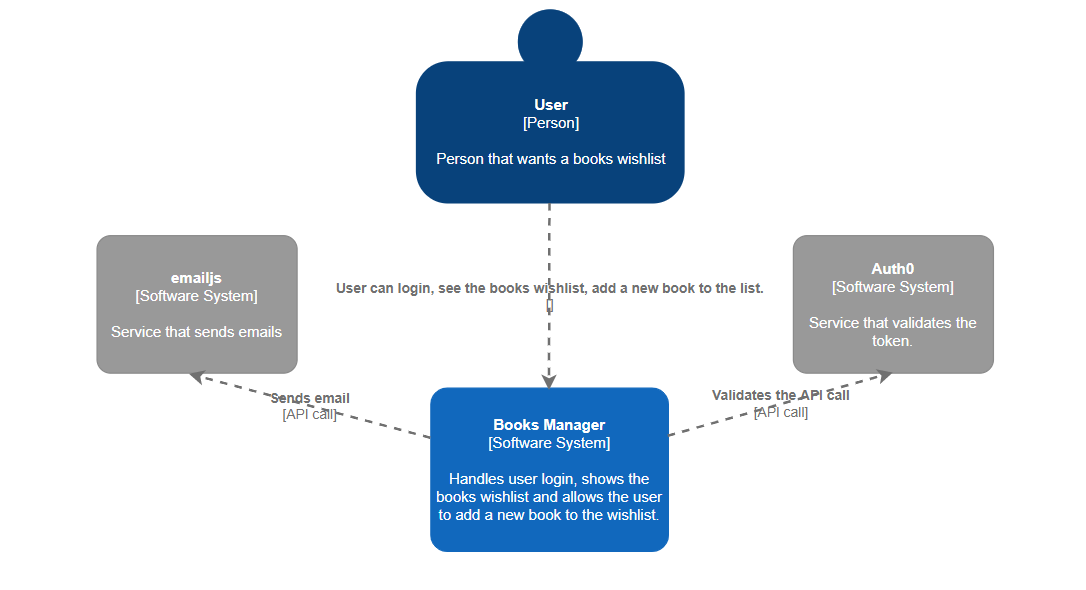 User
[Person]
Person that wants a books wishlist
emailjs
[Software System]
Service that sends emails
Auth0
[Software System]
Service that validates the
token.
User can login, see the books wishlist, add a new book to the list.
[]
Sends email
[API call]
Validates the API call
[API call]
Books Manager
[Software System]
Handles user login, shows the
books wishlist and allows the user
to add a new book to the wishlist.